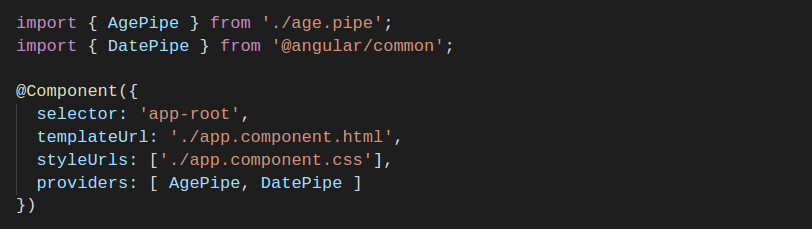 import { AgePipe } from './age.pipe';
import { DatePipe } from '@angular/common';
@Component({
  selector: 'app-root',
  templateUrl: './app.component.html',
  styleUrls: ['./app.component.css'],
  providers: [ AgePipe, DatePipe ]
})